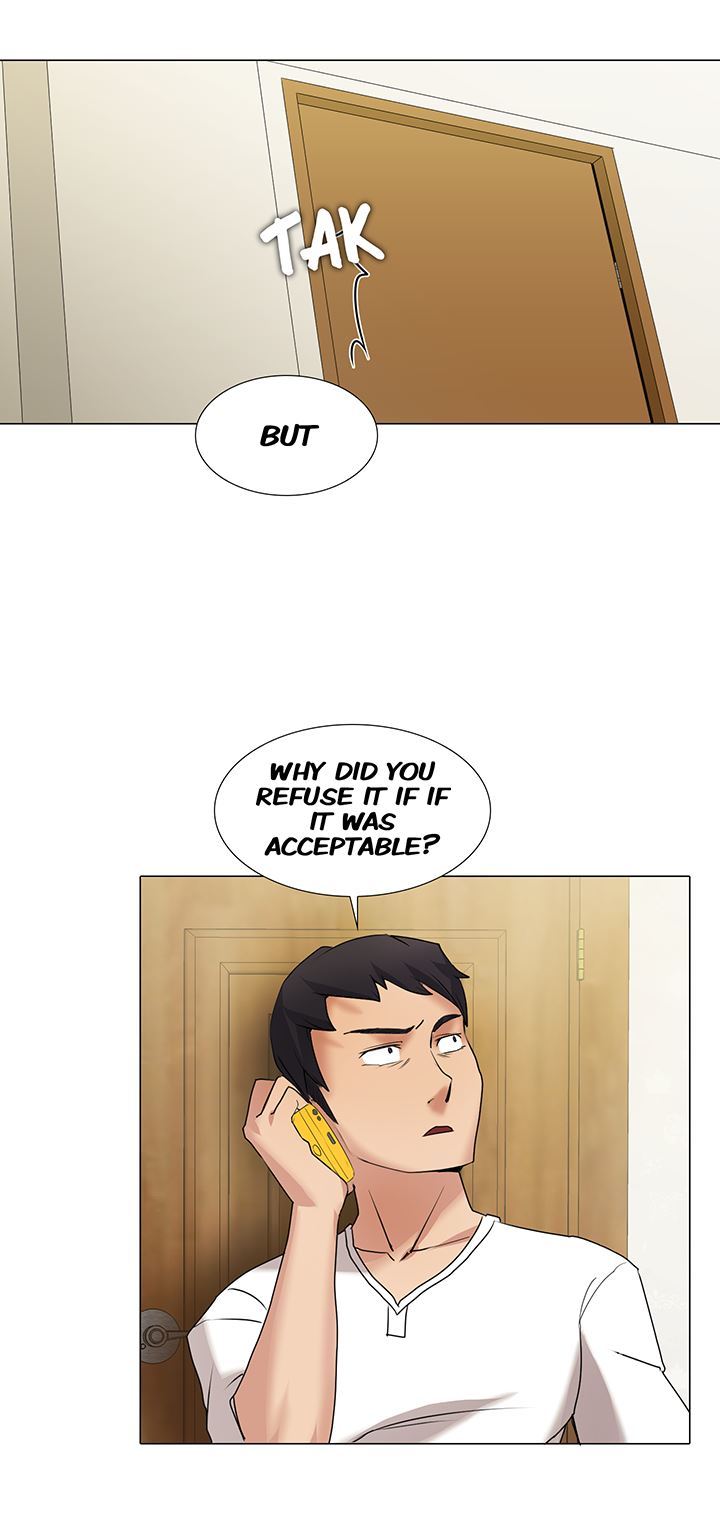 TAK
BUT
WHY DID YOU
REFUSE IT IF IF
IT WAS
ACCEPTABLE?